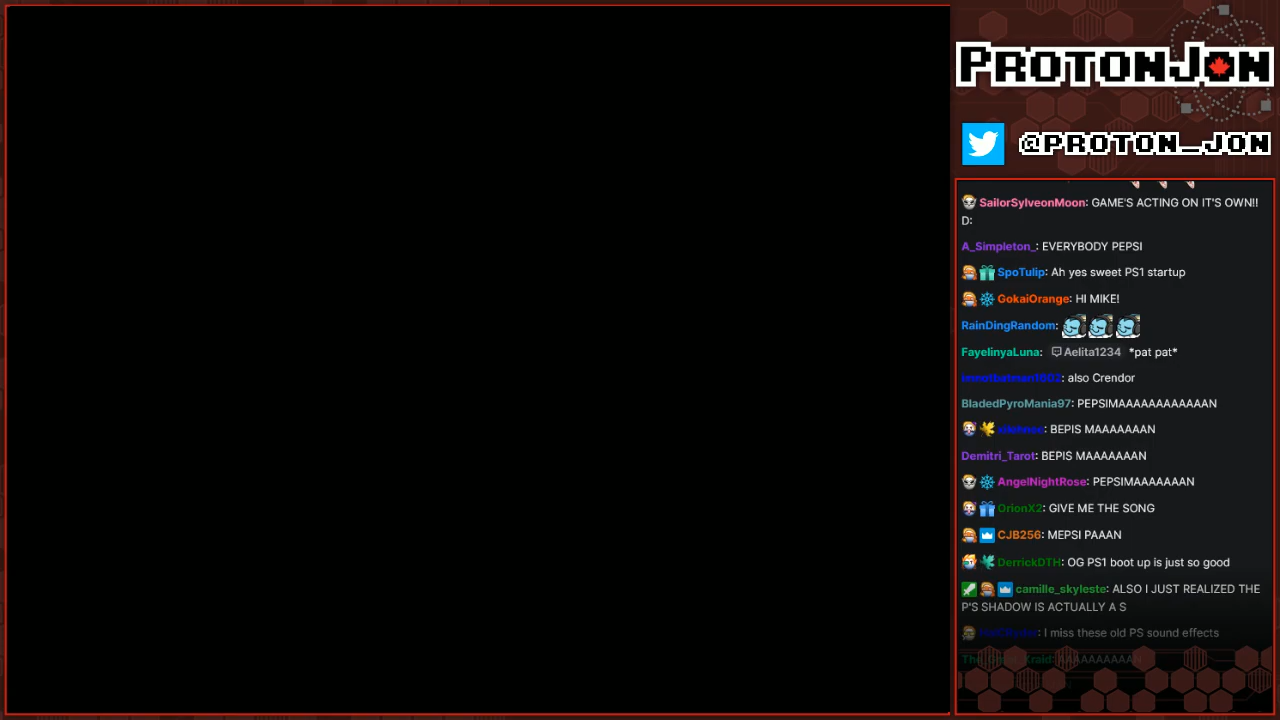 PROTONJON
@PROTON_JON
SailorSylveonMoon: GAME'S ACTING ON IT'S OWN!!
D:
A_Simpleton_: EVERYBODY PEPSI
SpoTulip: Ah yes sweet PS1 startup
GokaiOrange: HI MIKE!
RainDingRandom:
FayelinyaLuna: Aelita1234 *pat pat*
: also Crendor
BladedPyroMania97: PEPSIMAAAAAAAAAAAAN
: BEPIS MAAAAAAAN
Demitri_Tarot: BEPIS MAAAAAAAN
AngelNightRose: PEPSIMAAAAAAAN
OrionX2: GIVE ME THE SONG
CJB256: MEPSI PAAAN
DerrickDTH: OG PS1 boot up is just so good
camille_skyleste: ALSO I JUST REALIZED THE
P'S SHADOW IS ACTUALLY A S
: I miss these old PS sound effects